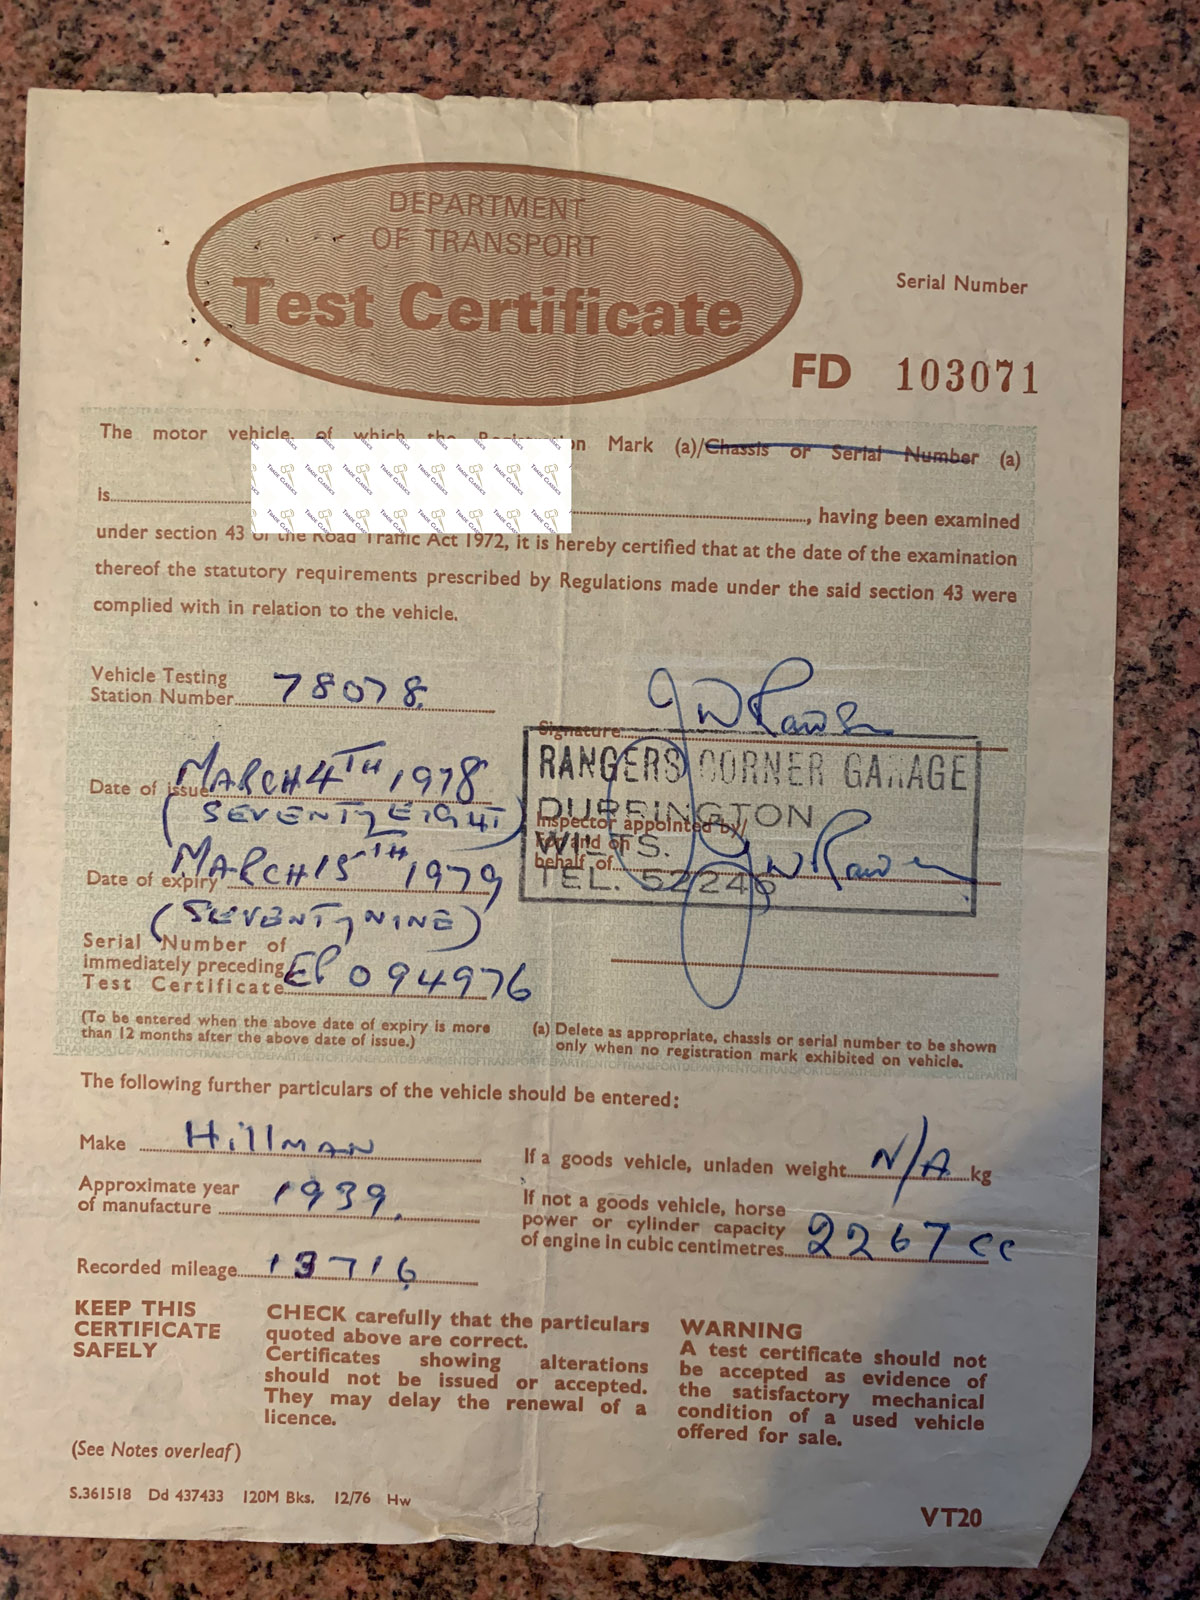 DEPARTMENT
OF TRANSPORT
Test Certificate
Serial Number
FD 103071
The motor vehicle of which the Registration Mark (a)/Chassis or Serial Number (a)
is
TRADE CLASSICS
, having been examined
under section 43 of the Road Traffic Act 1972, it is hereby certified that at the date of the examination
thereof the statutory requirements prescribed by Regulations made under the said section 43 were
complied with in relation to the vehicle.
Vehicle Testing
Station Number 78078
Signature
RANGERS CORNER GARAGE
DURRINGTON
WILTS.
TEL. 52246
Inspector appointed by/
For and on
behalf of
Date of issue MARCH 4TH 1978
(SEVENTY EIGHT)
Date of expiry MARCH 15TH 1979
(SEVENTY NINE)
Serial Number of
immediately preceding
Test Certificate EP 094976
(To be entered when the above date of expiry is more
than 12 months after the above date of issue.)
(a) Delete as appropriate, chassis or serial number to be shown
only when no registration mark exhibited on vehicle.
The following further particulars of the vehicle should be entered:
Make HillMAN
Approximate year
of manufacture 1939.
Recorded mileage 13716
If a goods vehicle, unladen weight N/A kg
If not a goods vehicle, horse
power or cylinder capacity
of engine in cubic centimetres 2267 cc
KEEP THIS
CERTIFICATE
SAFELY
CHECK carefully that the particulars
quoted above are correct.
Certificates showing alterations
should not be issued or accepted.
They may delay the renewal of a
licence.
WARNING
A test certificate should not
be accepted as evidence of
the satisfactory mechanical
condition of a used vehicle
offered for sale.
(See Notes overleaf)
S.361518 Dd 437433 120M Bks. 12/76 Hw
VT20